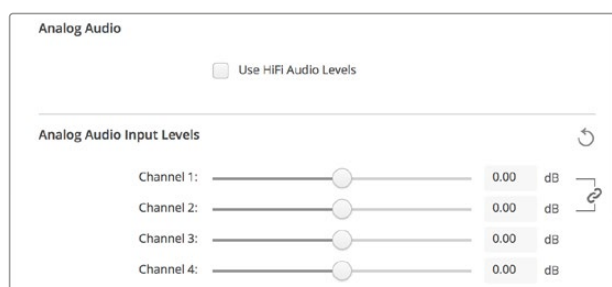 Analog Audio
Use HiFi Audio Levels
Analog Audio Input Levels
Channel 1: 0.00 dB
Channel 2: 0.00 dB
Channel 3: 0.00 dB
Channel 4: 0.00 dB